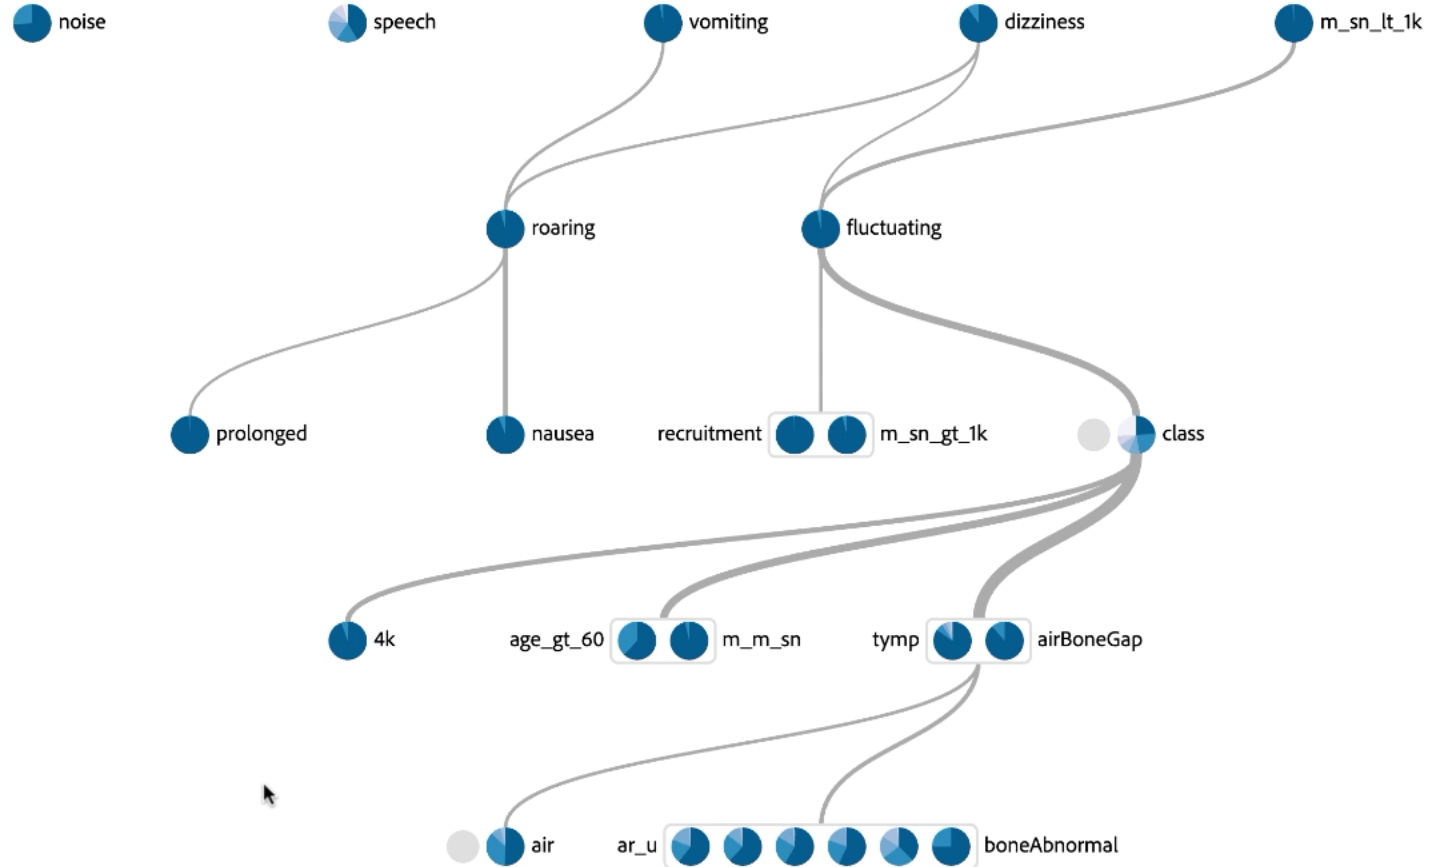 noise
speech
vomiting
dizziness
m_sn_lt_1k
roaring
fluctuating
prolonged
nausea
recruitment
m_sn_gt_1k
class
4k
age_gt_60
m_m_sn
tymp
airBoneGap
air
ar_u
boneAbnormal